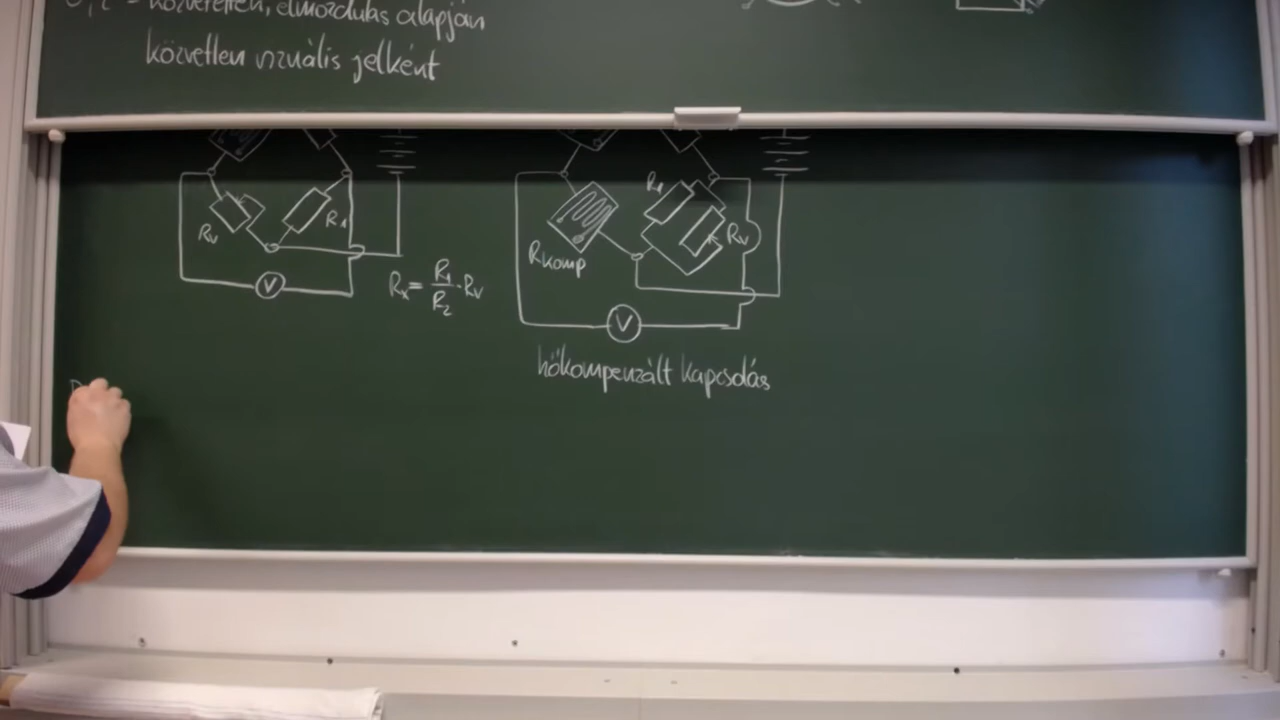 közvetlen, elmozdulás alapján
közvetlen vizuális jelként
Rv
R1
V
Rx = R1/R2 · Rv
Rkomp
R1
Rv
V
hőkompenzált kapcsolás